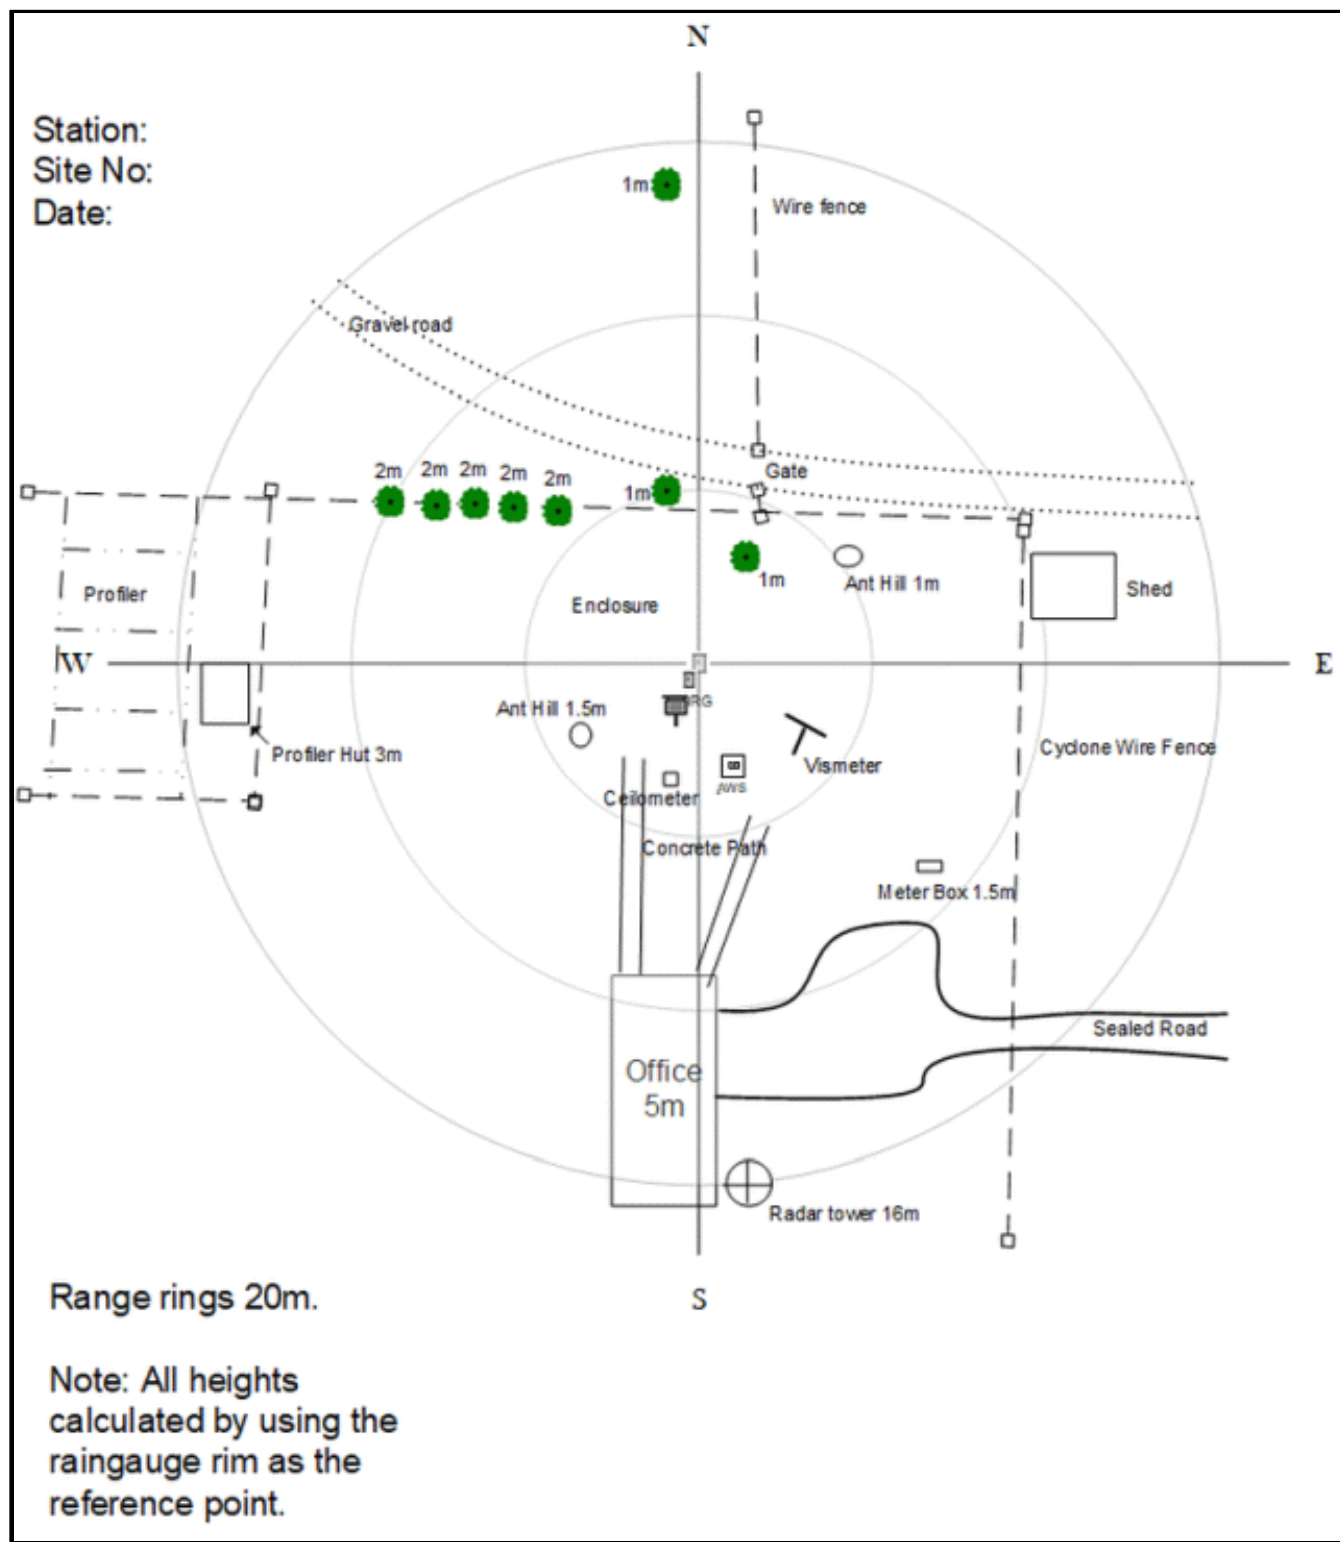 N
Station:
Site No:
Date:
1m
Wire fence
Gravel road
2m
2m
2m
2m
2m
1m
Gate
1m
Ant Hill 1m
Shed
Profiler
Enclosure
W
E
Ant Hill 1.5m
Profiler Hut 3m
Vismeter
Cyclone Wire Fence
Ceilometer
AWS
Concrete Path
Meter Box 1.5m
Sealed Road
Office
5m
Radar tower 16m
S
Range rings 20m.
Note: All heights
calculated by using the
raingauge rim as the
reference point.